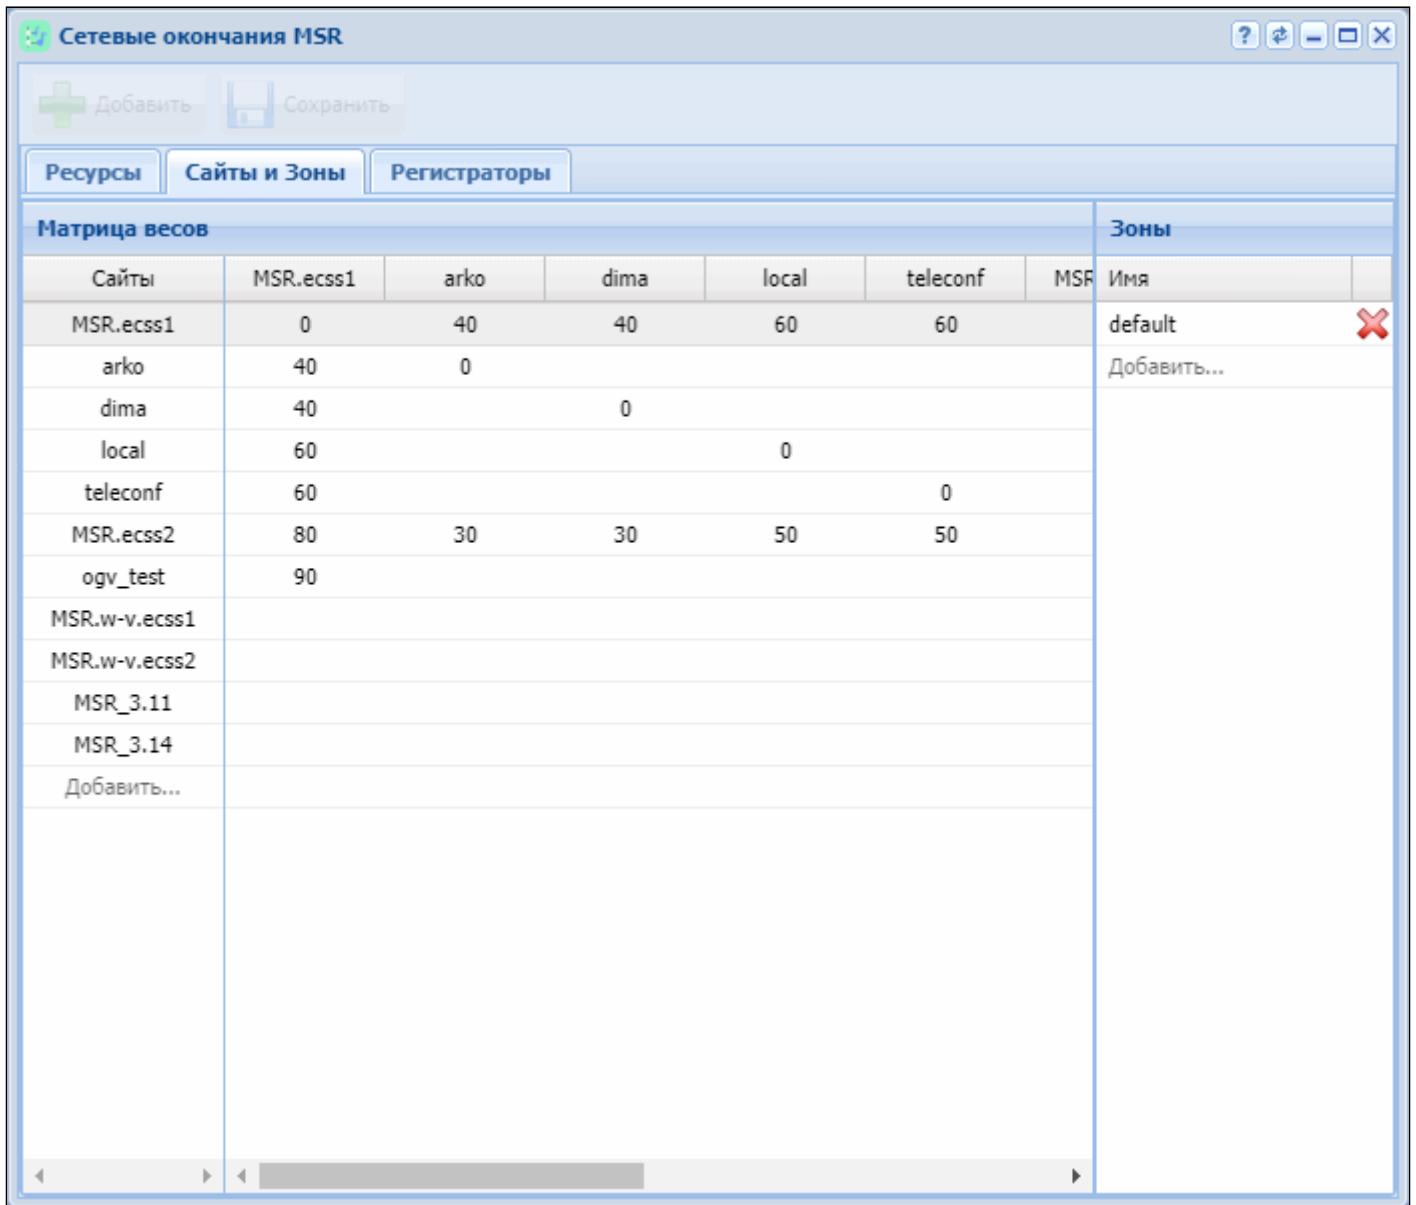 Сетевые окончания MSR
Добавить Сохранить
Ресурсы Сайты и Зоны Регистраторы
Матрица весов Зоны
Сайты MSR.ecss1 arko dima local teleconf MSR Имя
MSR.ecss1 0 40 40 60 60 default
arko 40 0 Добавить...
dima 40 0
local 60 0
teleconf 60 0
MSR.ecss2 80 30 30 50 50
ogv_test 90
MSR.w-v.ecss1
MSR.w-v.ecss2
MSR_3.11
MSR_3.14
Добавить...